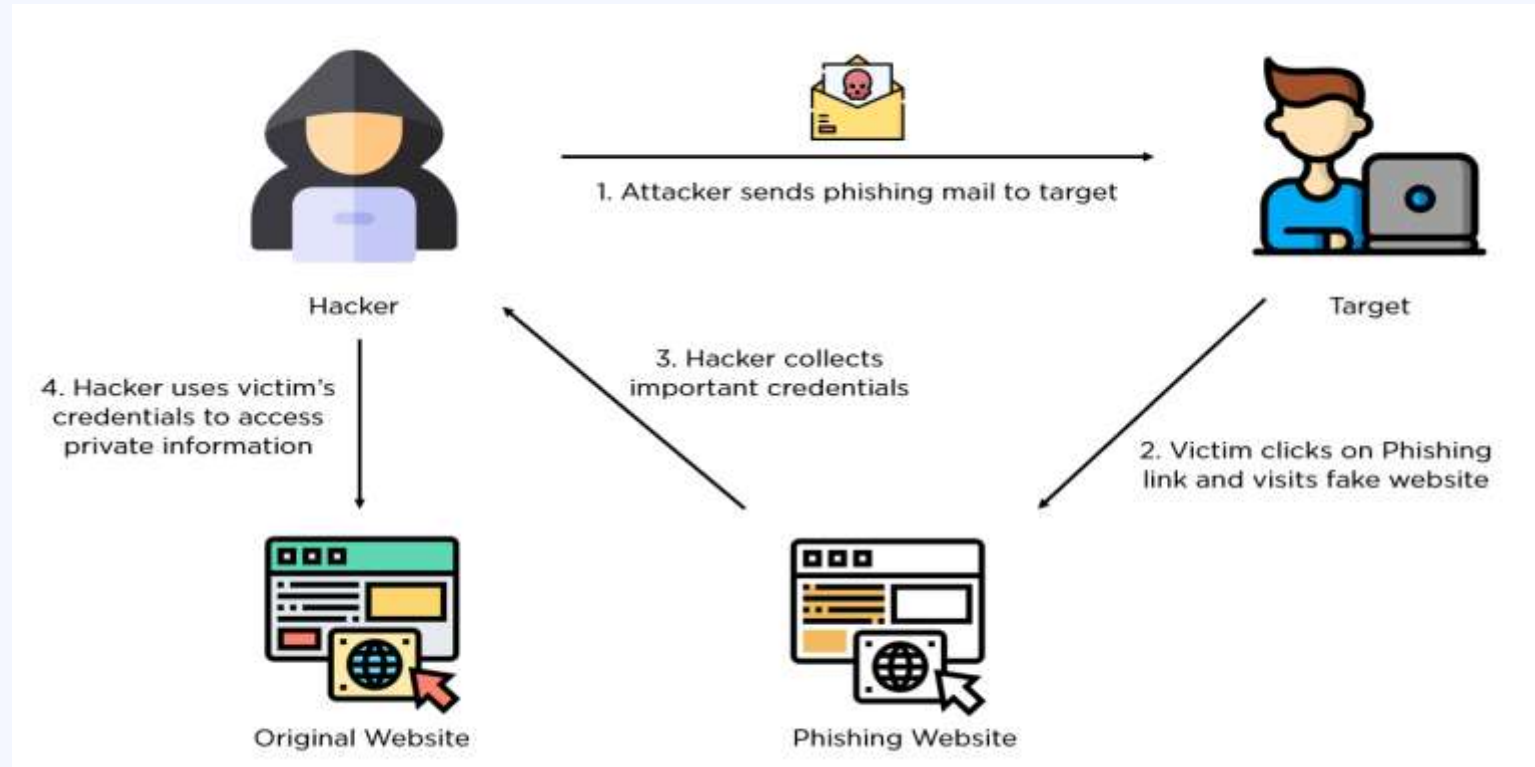 1. Attacker sends phishing mail to target
Hacker
Target
3. Hacker collects
important credentials
4. Hacker uses victim's
credentials to access
private information
2. Victim clicks on Phishing
link and visits fake website
Original Website
Phishing Website